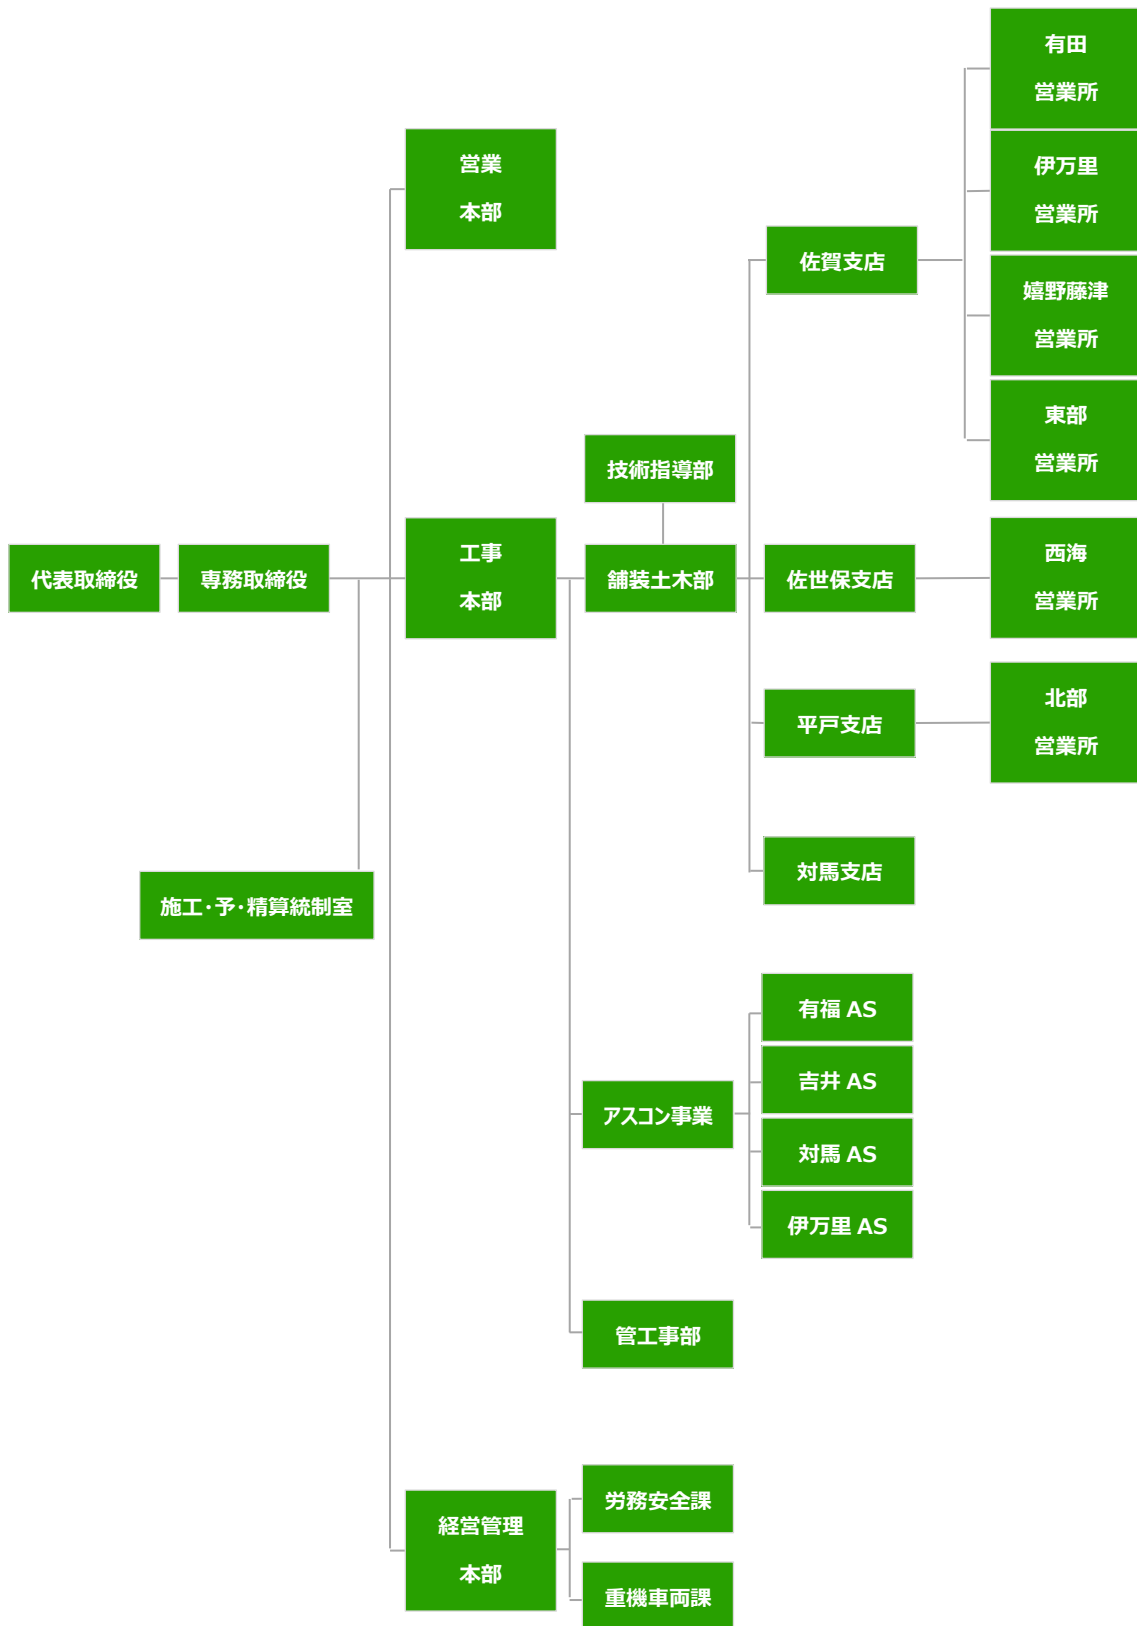 有田
営業所
営業
本部
伊万里
営業所
佐賀支店
嬉野藤津
営業所
東部
営業所
技術指導部
代表取締役
専務取締役
工事
本部
舗装土木部
佐世保支店
西海
営業所
平戸支店
北部
営業所
対馬支店
施工・予・精算統制室
有福 AS
吉井 AS
アスコン事業
対馬 AS
伊万里 AS
管工事部
労務安全課
経営管理
本部
重機車両課